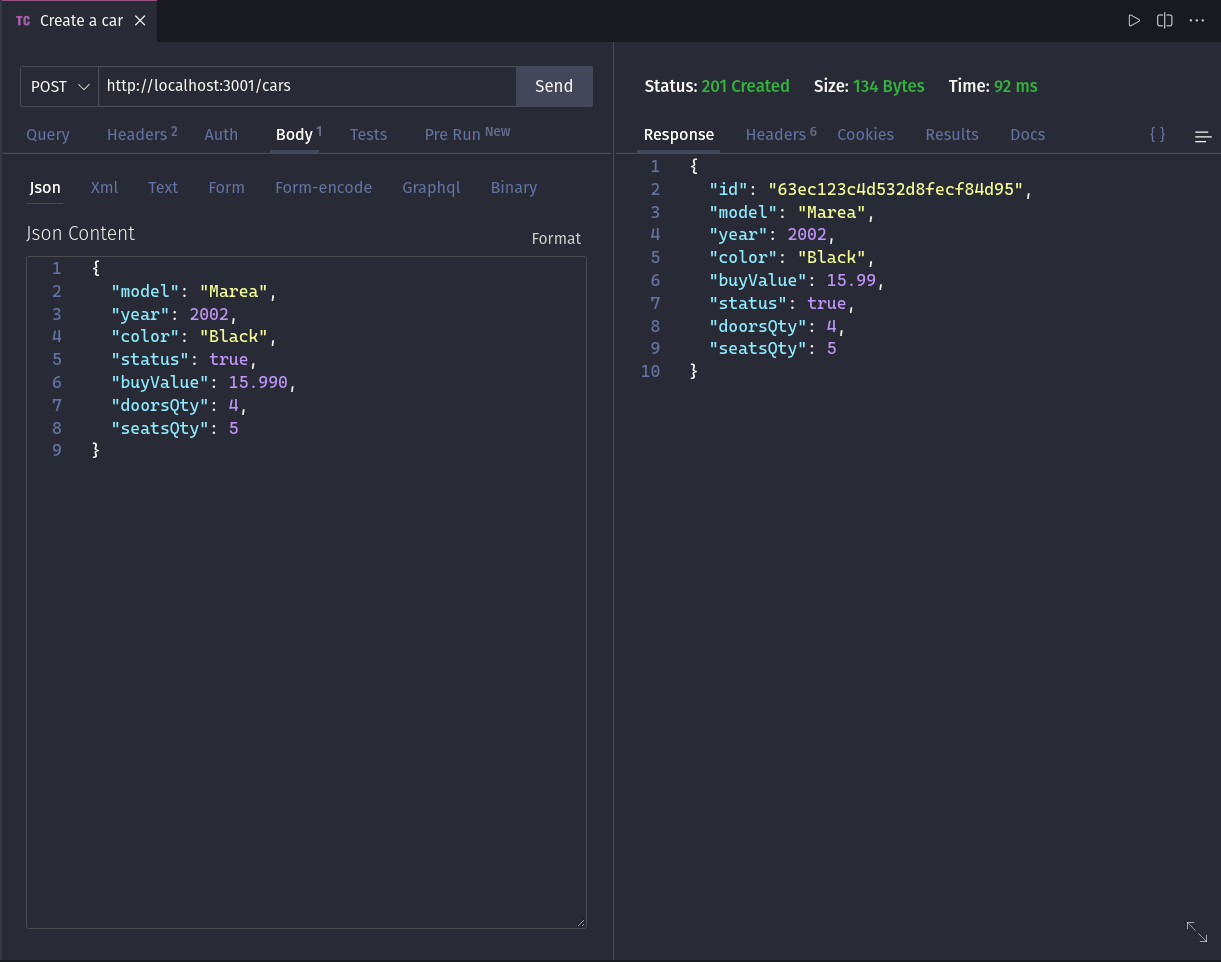 TC Create a car
POST http://localhost:3001/cars Send
Query Headers 2 Auth Body 1 Tests Pre Run New
Json Xml Text Form Form-encode Graphql Binary
Json Content
Format
1 {
2 "model": "Marea",
3 "year": 2002,
4 "color": "Black",
5 "status": true,
6 "buyValue": 15.990,
7 "doorsQty": 4,
8 "seatsQty": 5
9 }
Status: 201 Created Size: 134 Bytes Time: 92 ms
Response Headers 6 Cookies Results Docs { }
1 {
2 "id": "63ec123c4d532d8fecf84d95",
3 "model": "Marea",
4 "year": 2002,
5 "color": "Black",
6 "buyValue": 15.99,
7 "status": true,
8 "doorsQty": 4,
9 "seatsQty": 5
10 }